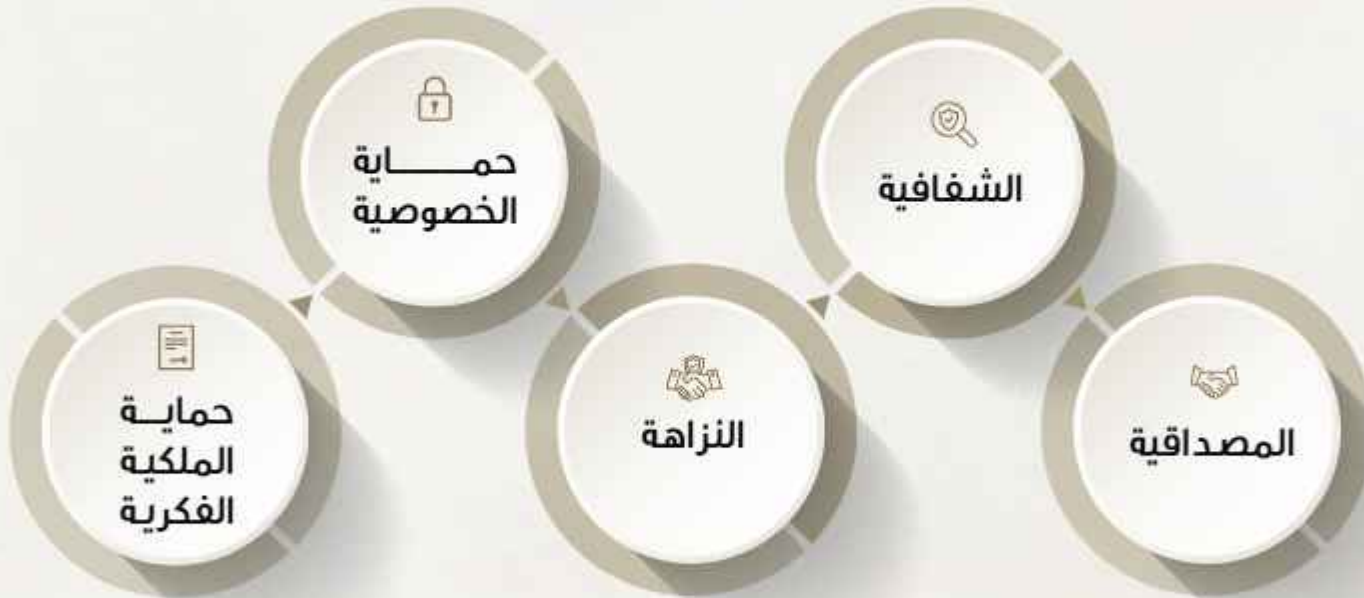 المصداقية
الشفافية
النزاهة
حمـــــاية
الخصوصية
حمايــة
الملكية
الفكرية